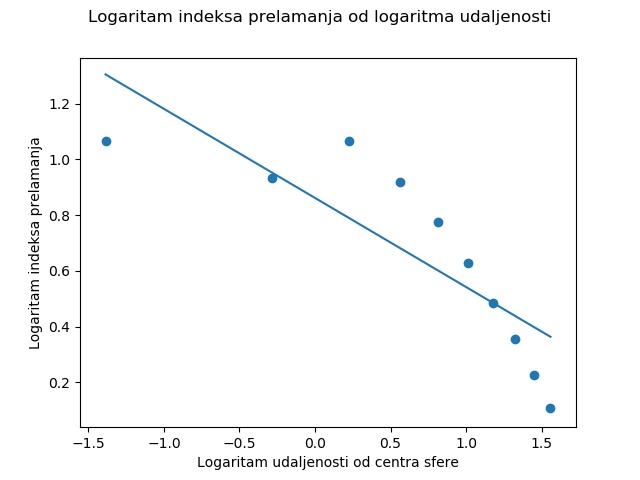 Logaritam indeksa prelamanja od logaritma udaljenosti
Logaritam indeksa prelamanja
1.2
1.0
0.8
0.6
0.4
0.2
−1.5 −1.0 −0.5 0.0 0.5 1.0 1.5
Logaritam udaljenosti od centra sfere